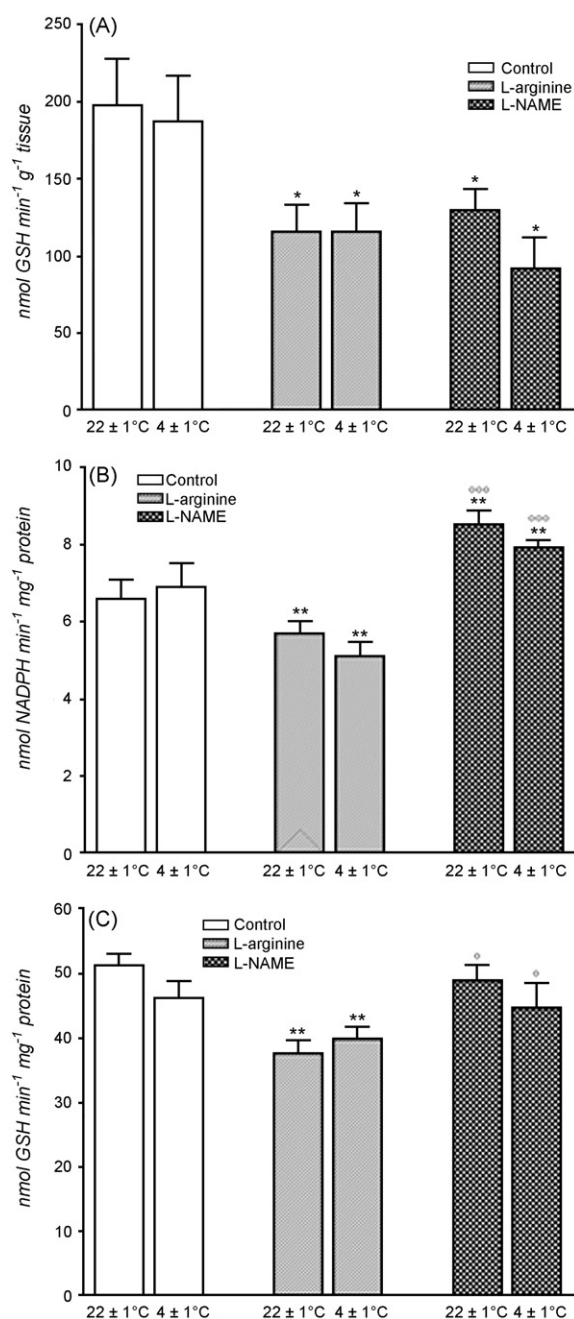 (A)
250
200
150
100
50
0
nmol GSH min⁻¹ g⁻¹ tissue
Control
L-arginine
L-NAME
* * * *
22 ± 1°C 4 ± 1°C 22 ± 1°C 4 ± 1°C 22 ± 1°C 4 ± 1°C
(B)
10
8
6
4
2
0
nmol NADPH min⁻¹ mg⁻¹ protein
Control
L-arginine
L-NAME
** ** ** **
22 ± 1°C 4 ± 1°C 22 ± 1°C 4 ± 1°C 22 ± 1°C 4 ± 1°C
(C)
60
50
40
30
20
10
0
nmol GSH min⁻¹ mg⁻¹ protein
Control
L-arginine
L-NAME
** **
22 ± 1°C 4 ± 1°C 22 ± 1°C 4 ± 1°C 22 ± 1°C 4 ± 1°C